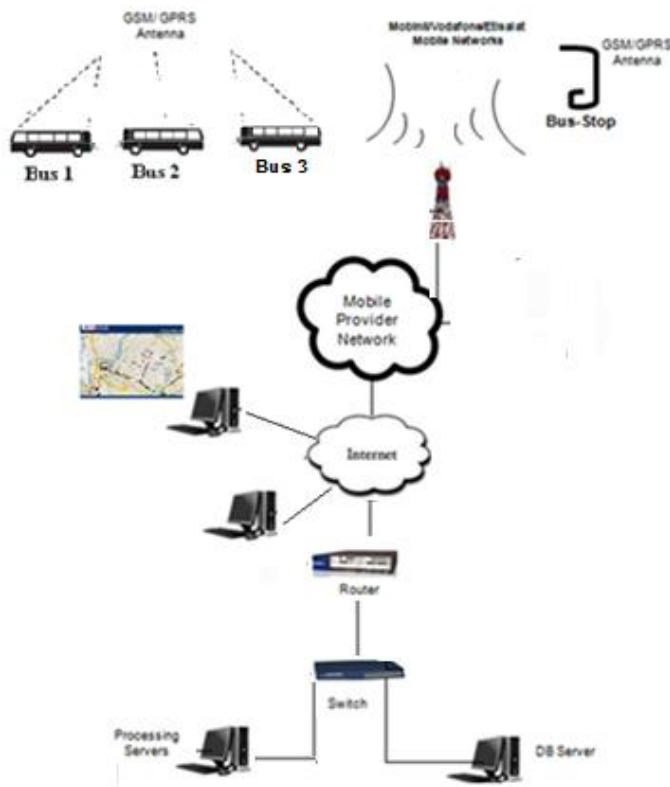 GSM/ GPRS
Antenna
Mobinil/Vodafone/Etisalat
Mobile Networks
GSM/GPRS
Antenna
Bus-Stop
Bus 1
Bus 2
Bus 3
Mobile
Provider
Network
Internet
Router
Switch
Processing
Servers
DB Server